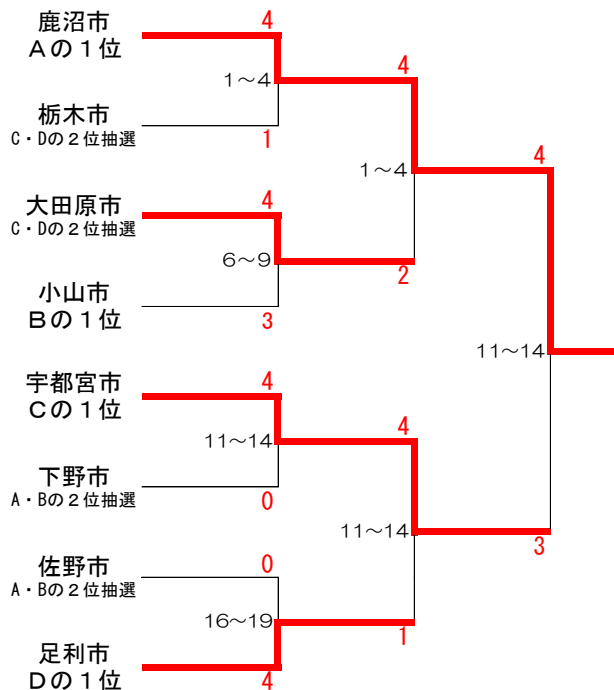 鹿沼市
Aの1位
4
1～4
4
栃木市
C・Dの2位抽選
1
1～4
4
大田原市
C・Dの2位抽選
4
6～9
2
小山市
Bの1位
3
11～14
宇都宮市
Cの1位
4
11～14
4
下野市
A・Bの2位抽選
0
11～14
3
佐野市
A・Bの2位抽選
0
16～19
1
足利市
Dの1位
4